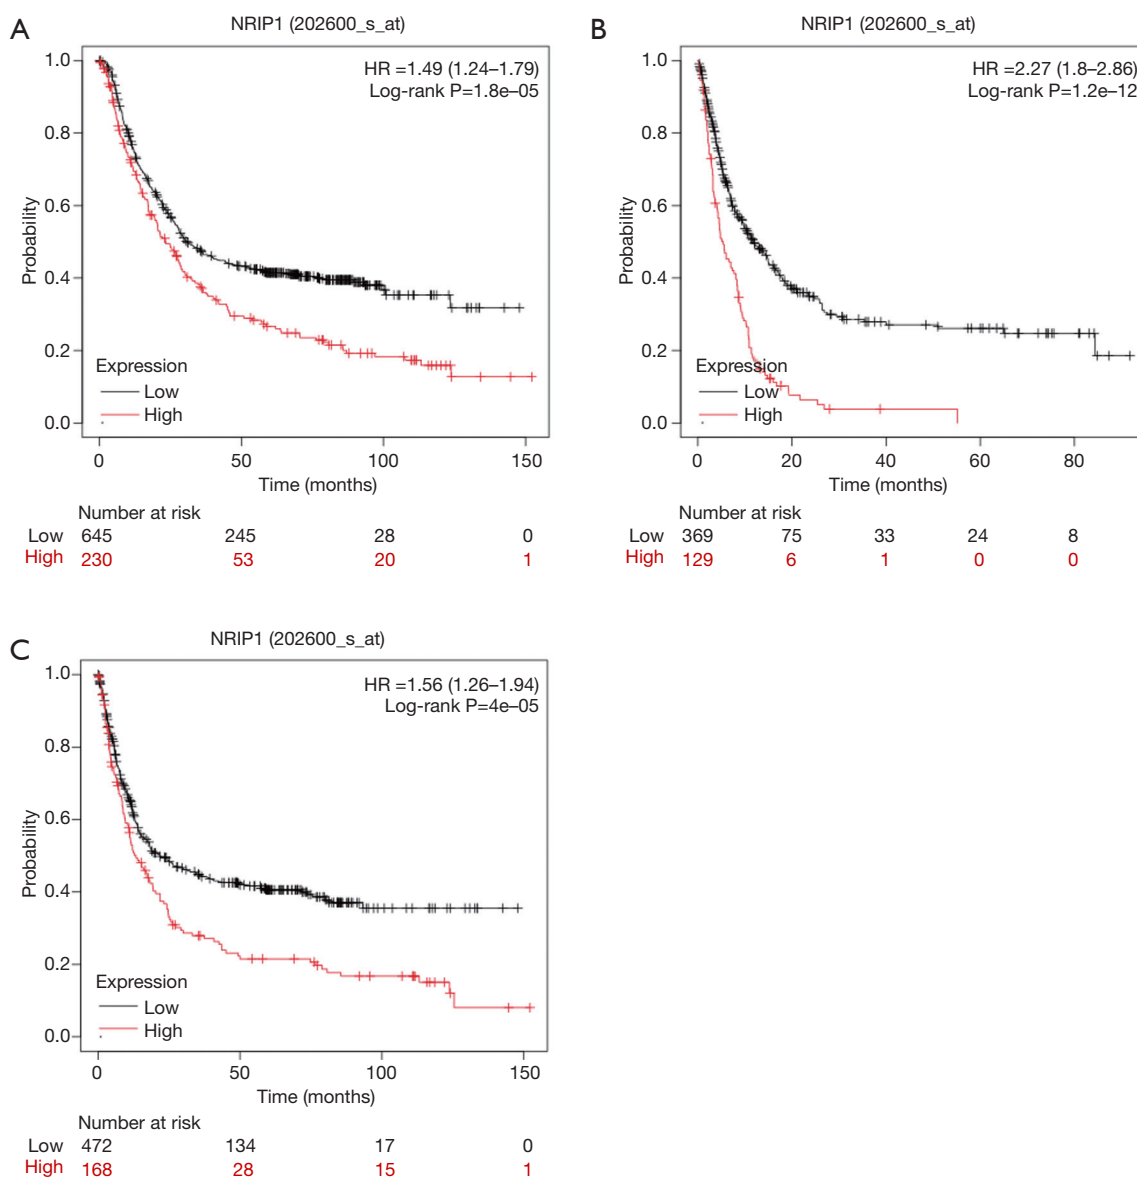 A
NRIP1 (202600_s_at)
HR =1.49 (1.24–1.79)
Log-rank P=1.8e–05
1.0
0.8
0.6
0.4
0.2
0.0
Probability
Expression
Low
High
0 50 100 150
Time (months)
Number at risk
Low 645 245 28 0
High 230 53 20 1
B
NRIP1 (202600_s_at)
HR =2.27 (1.8–2.86)
Log-rank P=1.2e–12
1.0
0.8
0.6
0.4
0.2
0.0
Probability
Expression
Low
High
0 20 40 60 80
Time (months)
Number at risk
Low 369 75 33 24 8
High 129 6 1 0 0
C
NRIP1 (202600_s_at)
HR =1.56 (1.26–1.94)
Log-rank P=4e–05
1.0
0.8
0.6
0.4
0.2
0.0
Probability
Expression
Low
High
0 50 100 150
Time (months)
Number at risk
Low 472 134 17 0
High 168 28 15 1